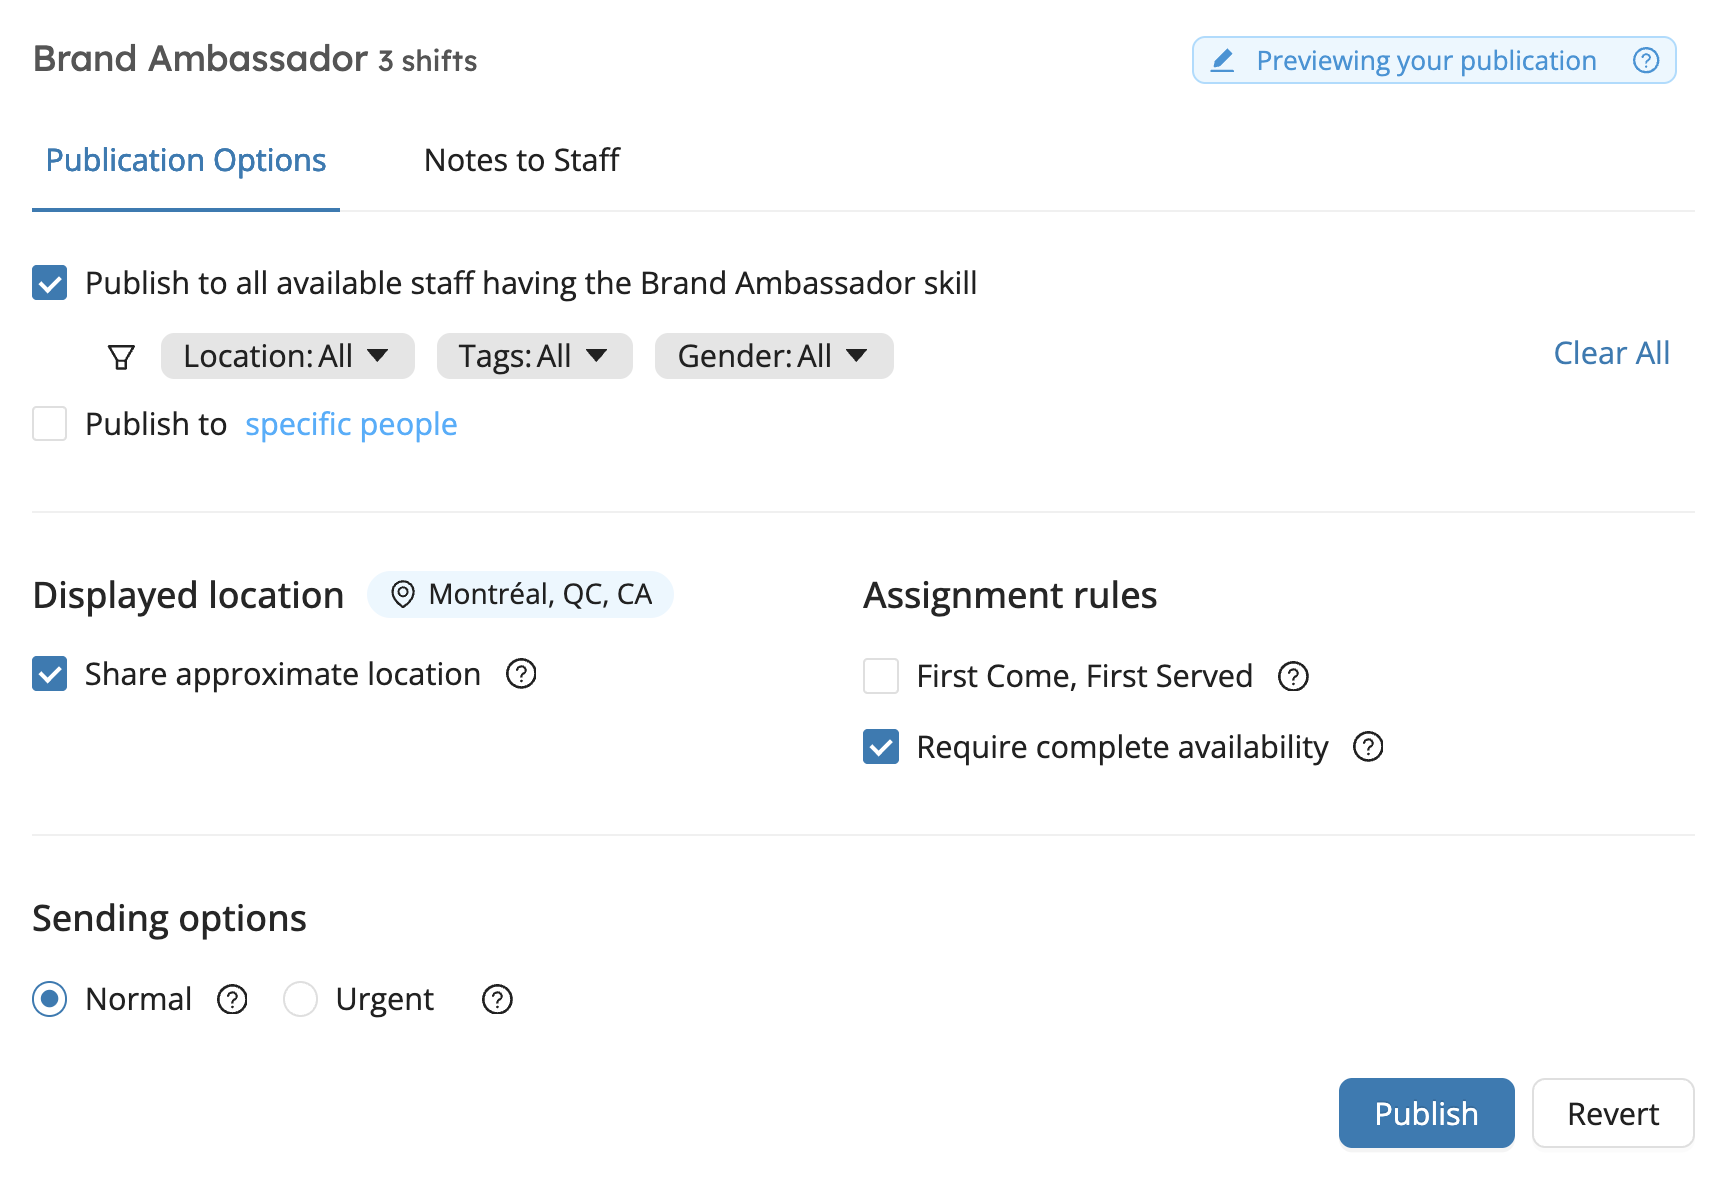 Brand Ambassador 3 shifts
Previewing your publication
Publication Options
Notes to Staff
Publish to all available staff having the Brand Ambassador skill
Location: All
Tags: All
Gender: All
Clear All
Publish to specific people
Displayed location
Montréal, QC, CA
Share approximate location
Assignment rules
First Come, First Served
Require complete availability
Sending options
Normal
Urgent
Publish
Revert